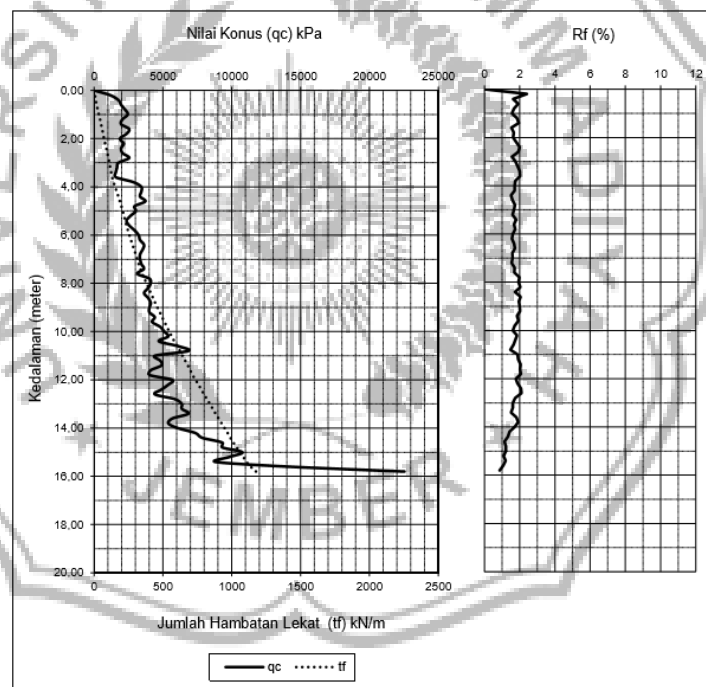 Nilai Konus (qc) kPa
Rf (%)
0 5000 10000 15000 20000 25000
0 2 4 6 8 10 12
0.00
2.00
4.00
6.00
8.00
10.00
12.00
14.00
16.00
18.00
20.00
Kedalaman (meter)
0 500 1000 1500 2000 2500
Jumlah Hambatan Lekat (tf) kN/m
qc tf
JEMBER